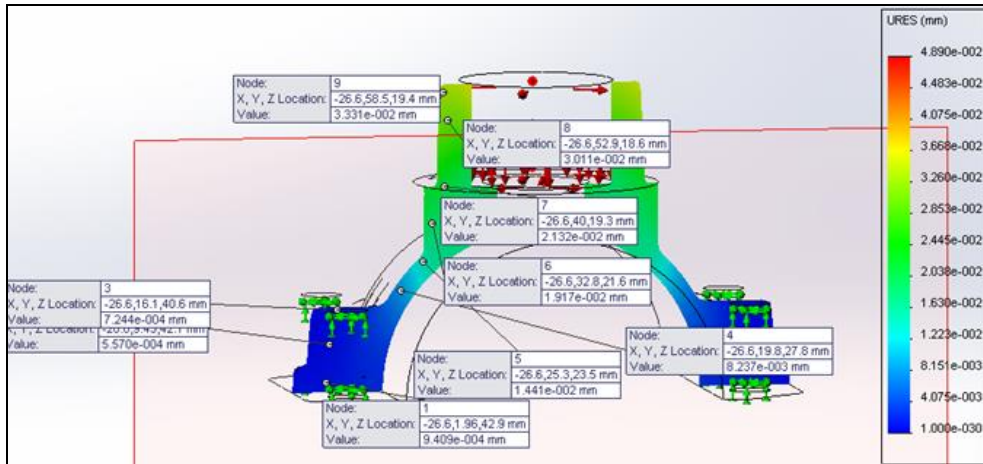 URES (mm)
4.890e-002
4.483e-002
4.075e-002
3.668e-002
3.260e-002
2.853e-002
2.445e-002
2.038e-002
1.630e-002
1.223e-002
8.151e-003
4.075e-003
1.000e-030
Node: 9
X, Y, Z Location: -26.6,58.5,19.4 mm
Value: 3.331e-002 mm
Node: 8
X, Y, Z Location: -26.6,52.9,18.6 mm
Value: 3.011e-002 mm
Node: 7
X, Y, Z Location: -26.6,40,19.3 mm
Value: 2.132e-002 mm
Node: 6
X, Y, Z Location: -26.6,32.8,21.6 mm
Value: 1.917e-002 mm
Node: 3
X, Y, Z Location: -26.6,16.1,40.6 mm
Value: 7.244e-004 mm
X, Y, Z Location:
Value: 5.570e-004 mm
Node: 4
X, Y, Z Location: -26.6,19.8,27.8 mm
Value: 8.237e-003 mm
Node: 5
X, Y, Z Location: -26.6,25.3,23.5 mm
Value: 1.441e-002 mm
Node: 1
X, Y, Z Location: -26.6,1.96,42.9 mm
Value: 9.409e-004 mm